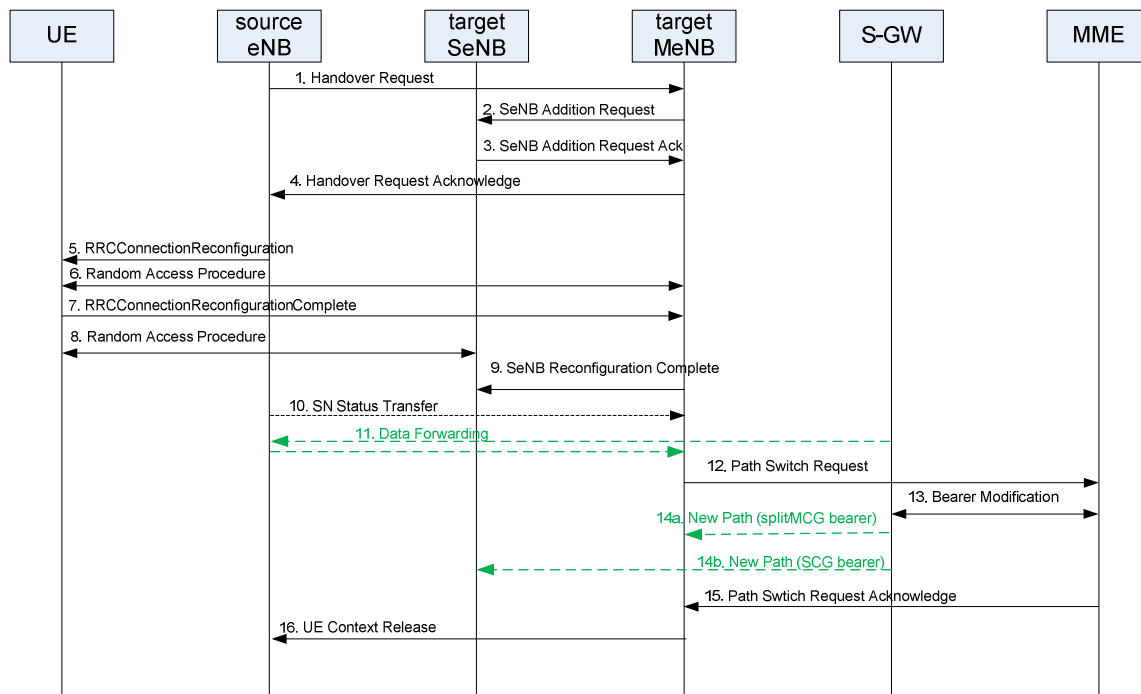 UE
source
eNB
target
SeNB
target
MeNB
S-GW
MME
1. Handover Request
2. SeNB Addition Request
3. SeNB Addition Request Ack
4. Handover Request Acknowledge
5. RRCConnectionReconfiguration
6. Random Access Procedure
7. RRCConnectionReconfigurationComplete
8. Random Access Procedure
9. SeNB Reconfiguration Complete
10. SN Status Transfer
11. Data Forwarding
12. Path Switch Request
13. Bearer Modification
14a. New Path (split/MCG bearer)
14b. New Path (SCG bearer)
15. Path Swtich Request Acknowledge
16. UE Context Release